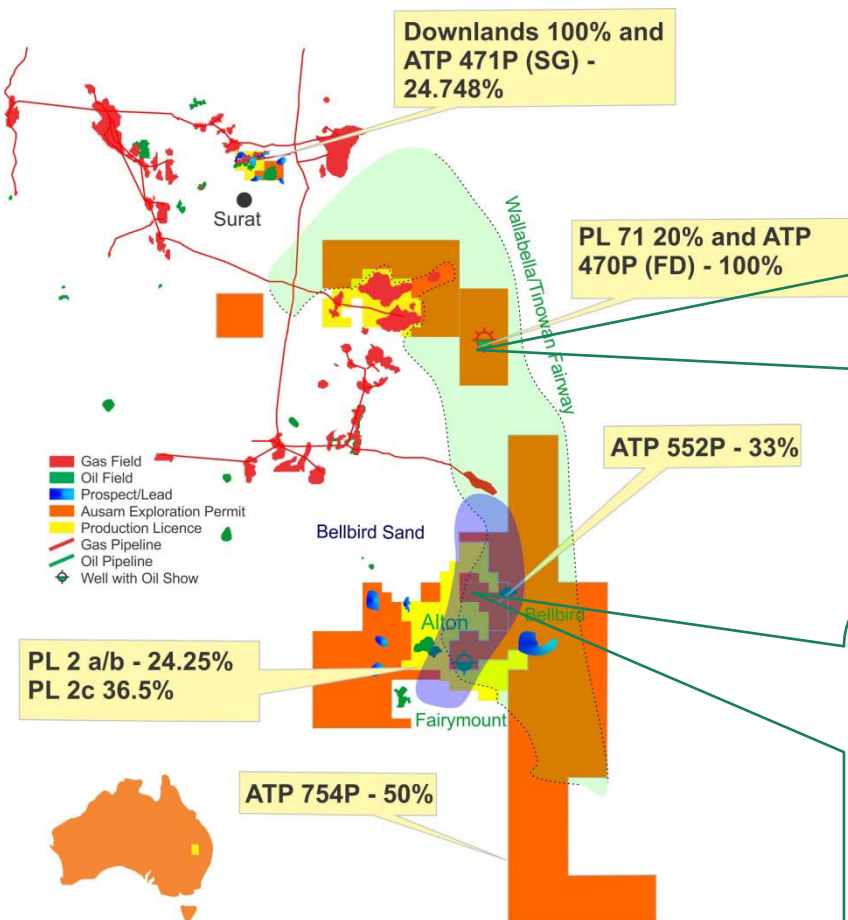 Downlands 100% and
ATP 471P (SG) -
24.748%
Surat
Wallabella/Tinowan Fairway
PL 71 20% and ATP
470P (FD) - 100%
ATP 552P - 33%
Gas Field
Oil Field
Prospect/Lead
Ausam Exploration Permit
Production Licence
Gas Pipeline
Oil Pipeline
Well with Oil Show
Bellbird Sand
Alton
Bellbird
PL 2 a/b - 24.25%
PL 2c 36.5%
Fairymount
ATP 754P - 50%